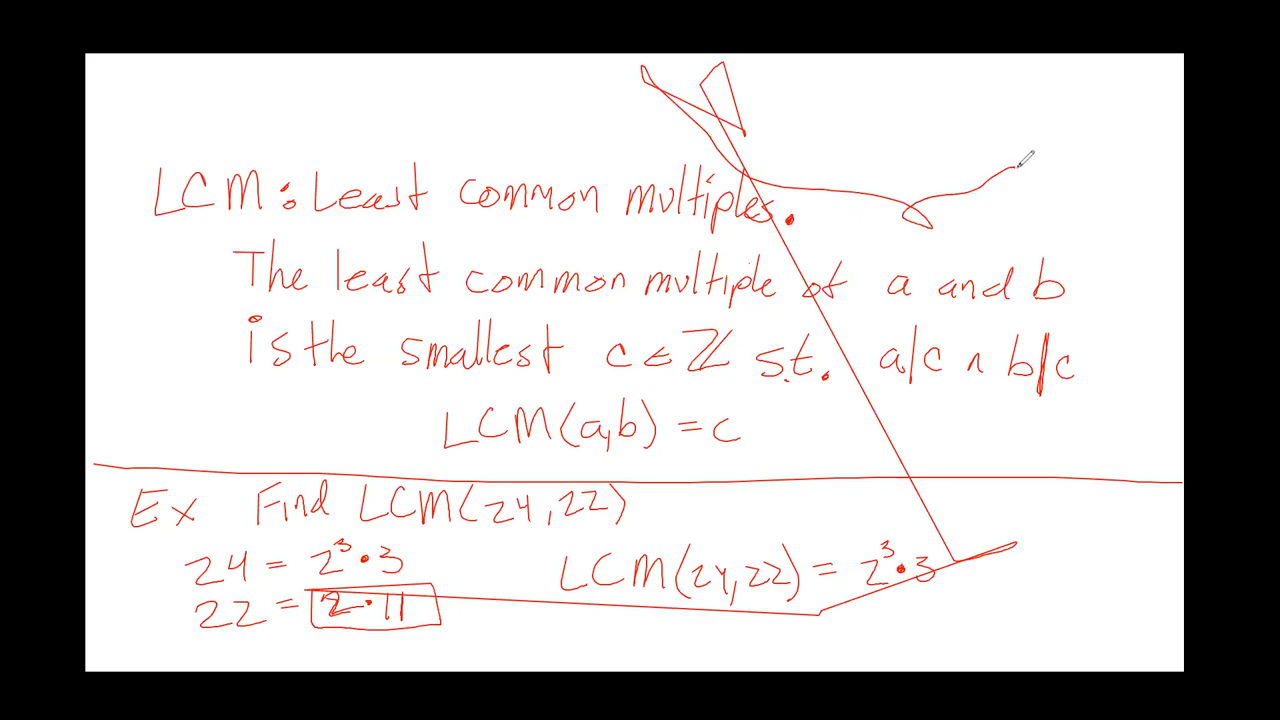 LCM: Least common multiples.
The least common multiple of a and b
is the smallest c ∈ ℤ s.t. a|c ∧ b|c
LCM(a,b) = c
Ex Find LCM(24,22)
24 = 2³·3
22 = 2·11
LCM(24,22) = 2³·3